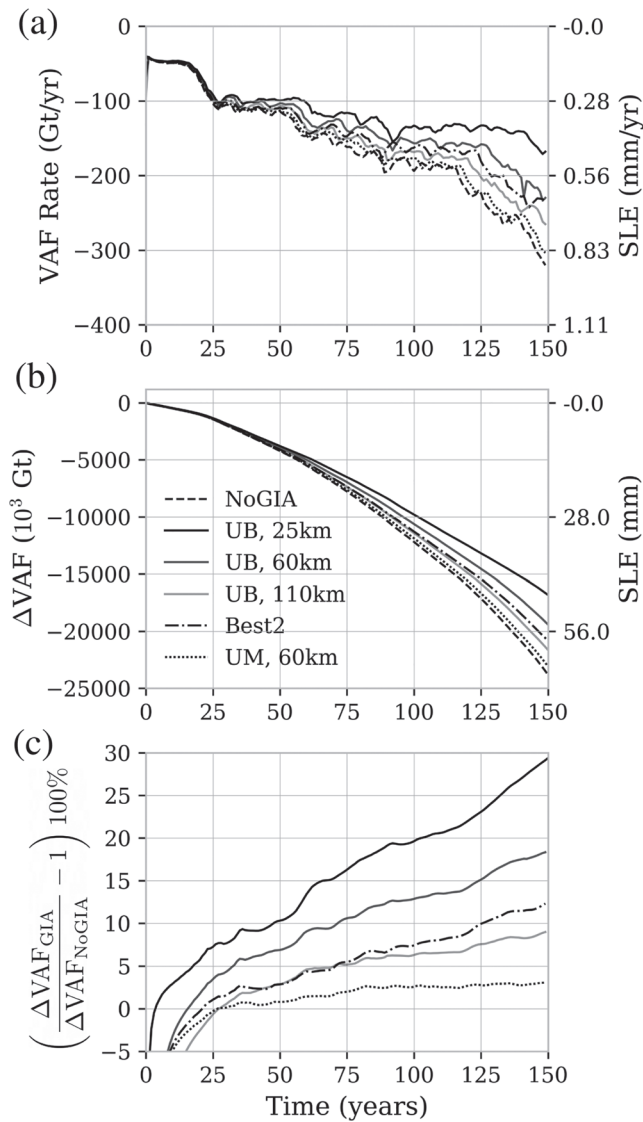 (a)
0
−100
−200
−300
−400
VAF Rate (Gt/yr)
-0.0
0.28
0.56
0.83
1.11
SLE (mm/yr)
0 25 50 75 100 125 150
(b)
0
−5000
−10000
−15000
−20000
−25000
ΔVAF (10³ Gt)
NoGIA
UB, 25km
UB, 60km
UB, 110km
Best2
UM, 60km
-0.0
28.0
56.0
SLE (mm)
0 25 50 75 100 125 150
(c)
30
25
20
15
10
5
0
−5
(ΔVAF_GIA / ΔVAF_NoGIA − 1) 100%
0 25 50 75 100 125 150
Time (years)